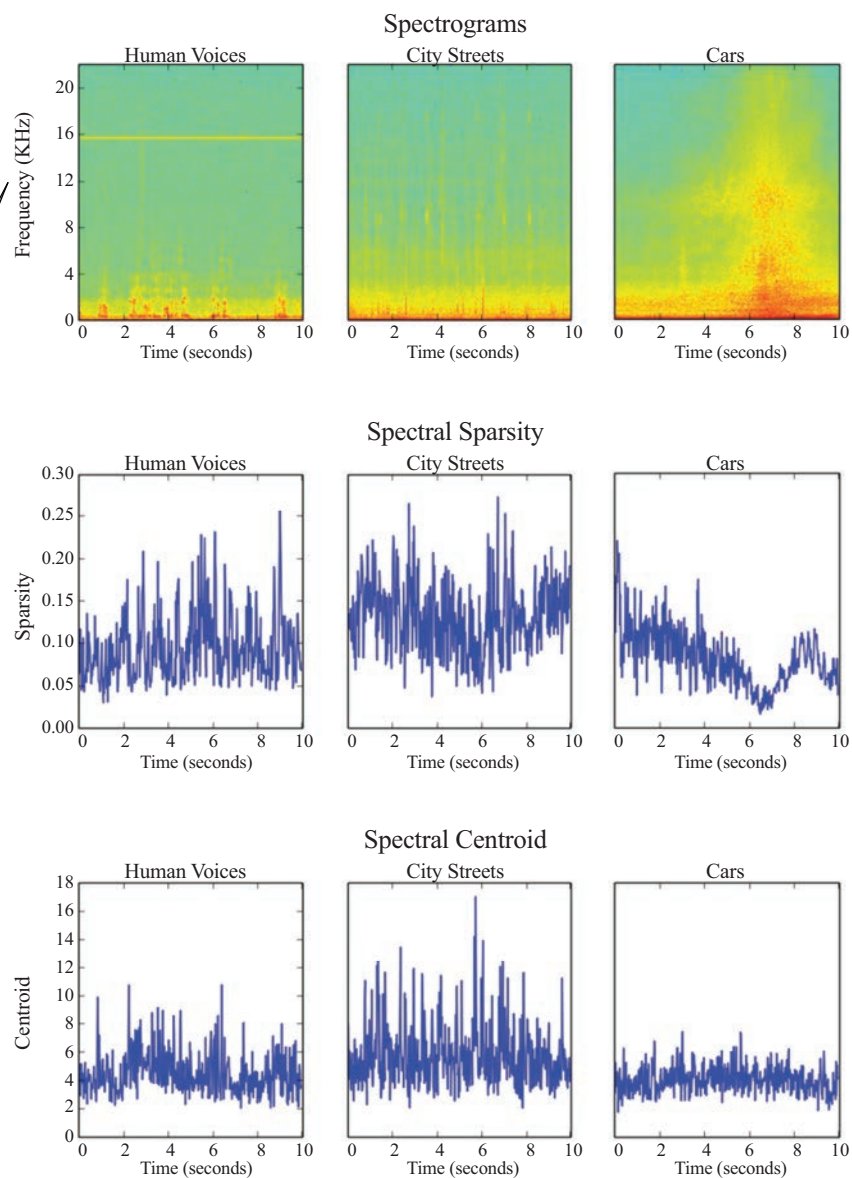 Spectrograms
Human Voices City Streets Cars
Frequency (KHz)
20
16
12
8
4
0
0 2 4 6 8 10 0 2 4 6 8 10 0 2 4 6 8 10
Time (seconds) Time (seconds) Time (seconds)
Spectral Sparsity
Human Voices City Streets Cars
Sparsity
0.30
0.25
0.20
0.15
0.10
0.05
0.00
0 2 4 6 8 10 0 2 4 6 8 10 0 2 4 6 8 10
Time (seconds) Time (seconds) Time (seconds)
Spectral Centroid
Human Voices City Streets Cars
Centroid
18
16
14
12
10
8
6
4
2
0
0 2 4 6 8 10 0 2 4 6 8 10 0 2 4 6 8 10
Time (seconds) Time (seconds) Time (seconds)